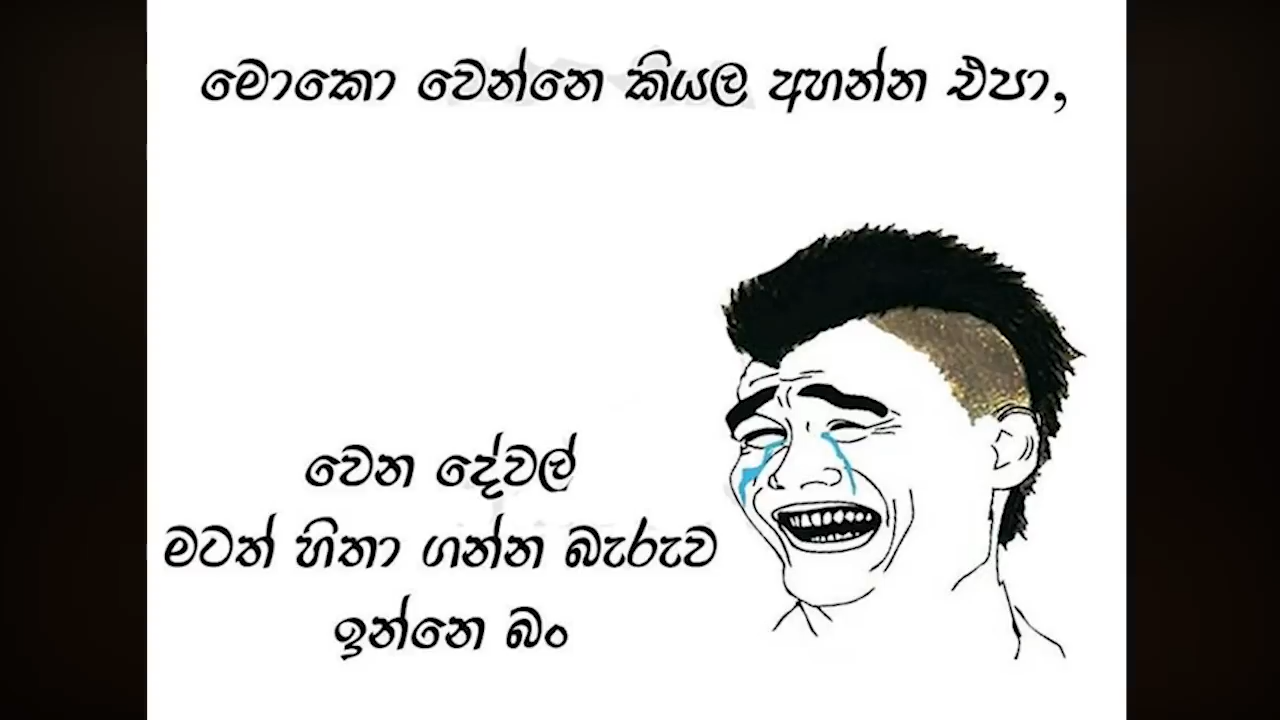 මොකො වෙන්නෙ කියල අහන්න එපා,
වෙන දේවල්
මටත් හිතා ගන්න බැරුව
ඉන්නෙ බං